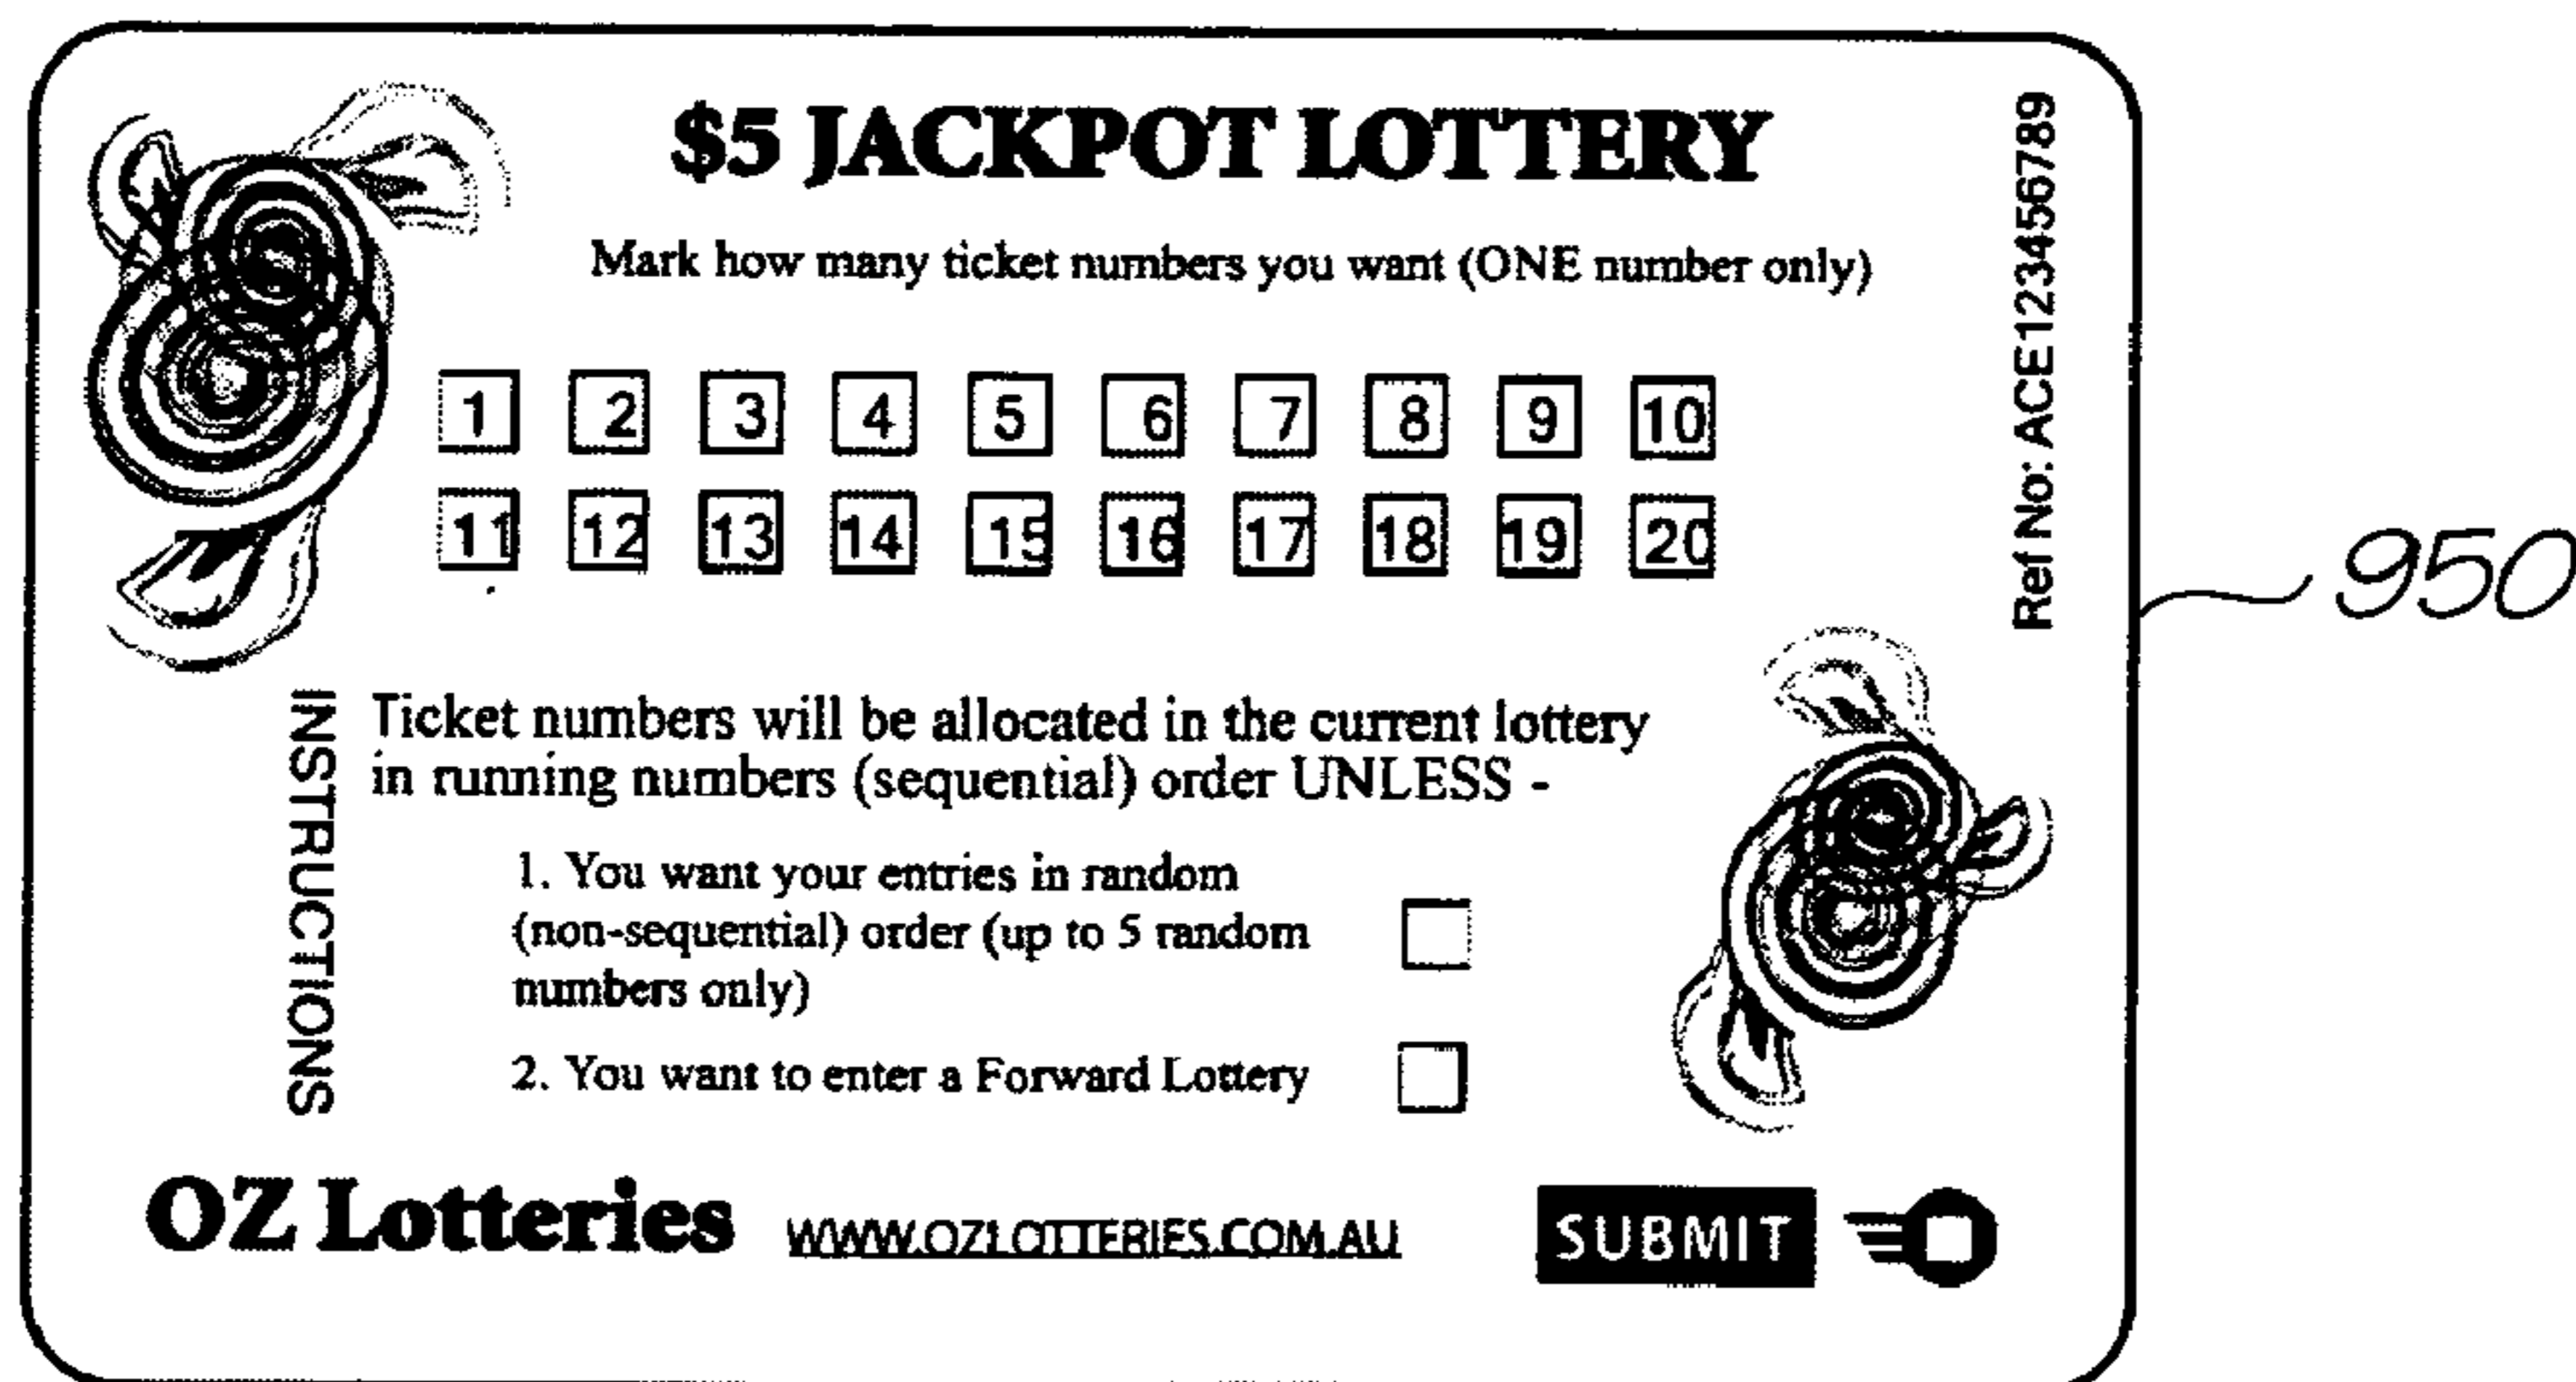 $5 JACKPOT LOTTERY
Mark how many ticket numbers you want (ONE number only)
1 2 3 4 5 6 7 8 9 10
11 12 13 14 15 16 17 18 19 20
Ref No: ACE123456789
950
INSTRUCTIONS
Ticket numbers will be allocated in the current lottery
in running numbers (sequential) order UNLESS -
1. You want your entries in random
(non-sequential) order (up to 5 random
numbers only)
2. You want to enter a Forward Lottery
OZ Lotteries
WWW.OZLOTTERIES.COM.AU
SUBMIT